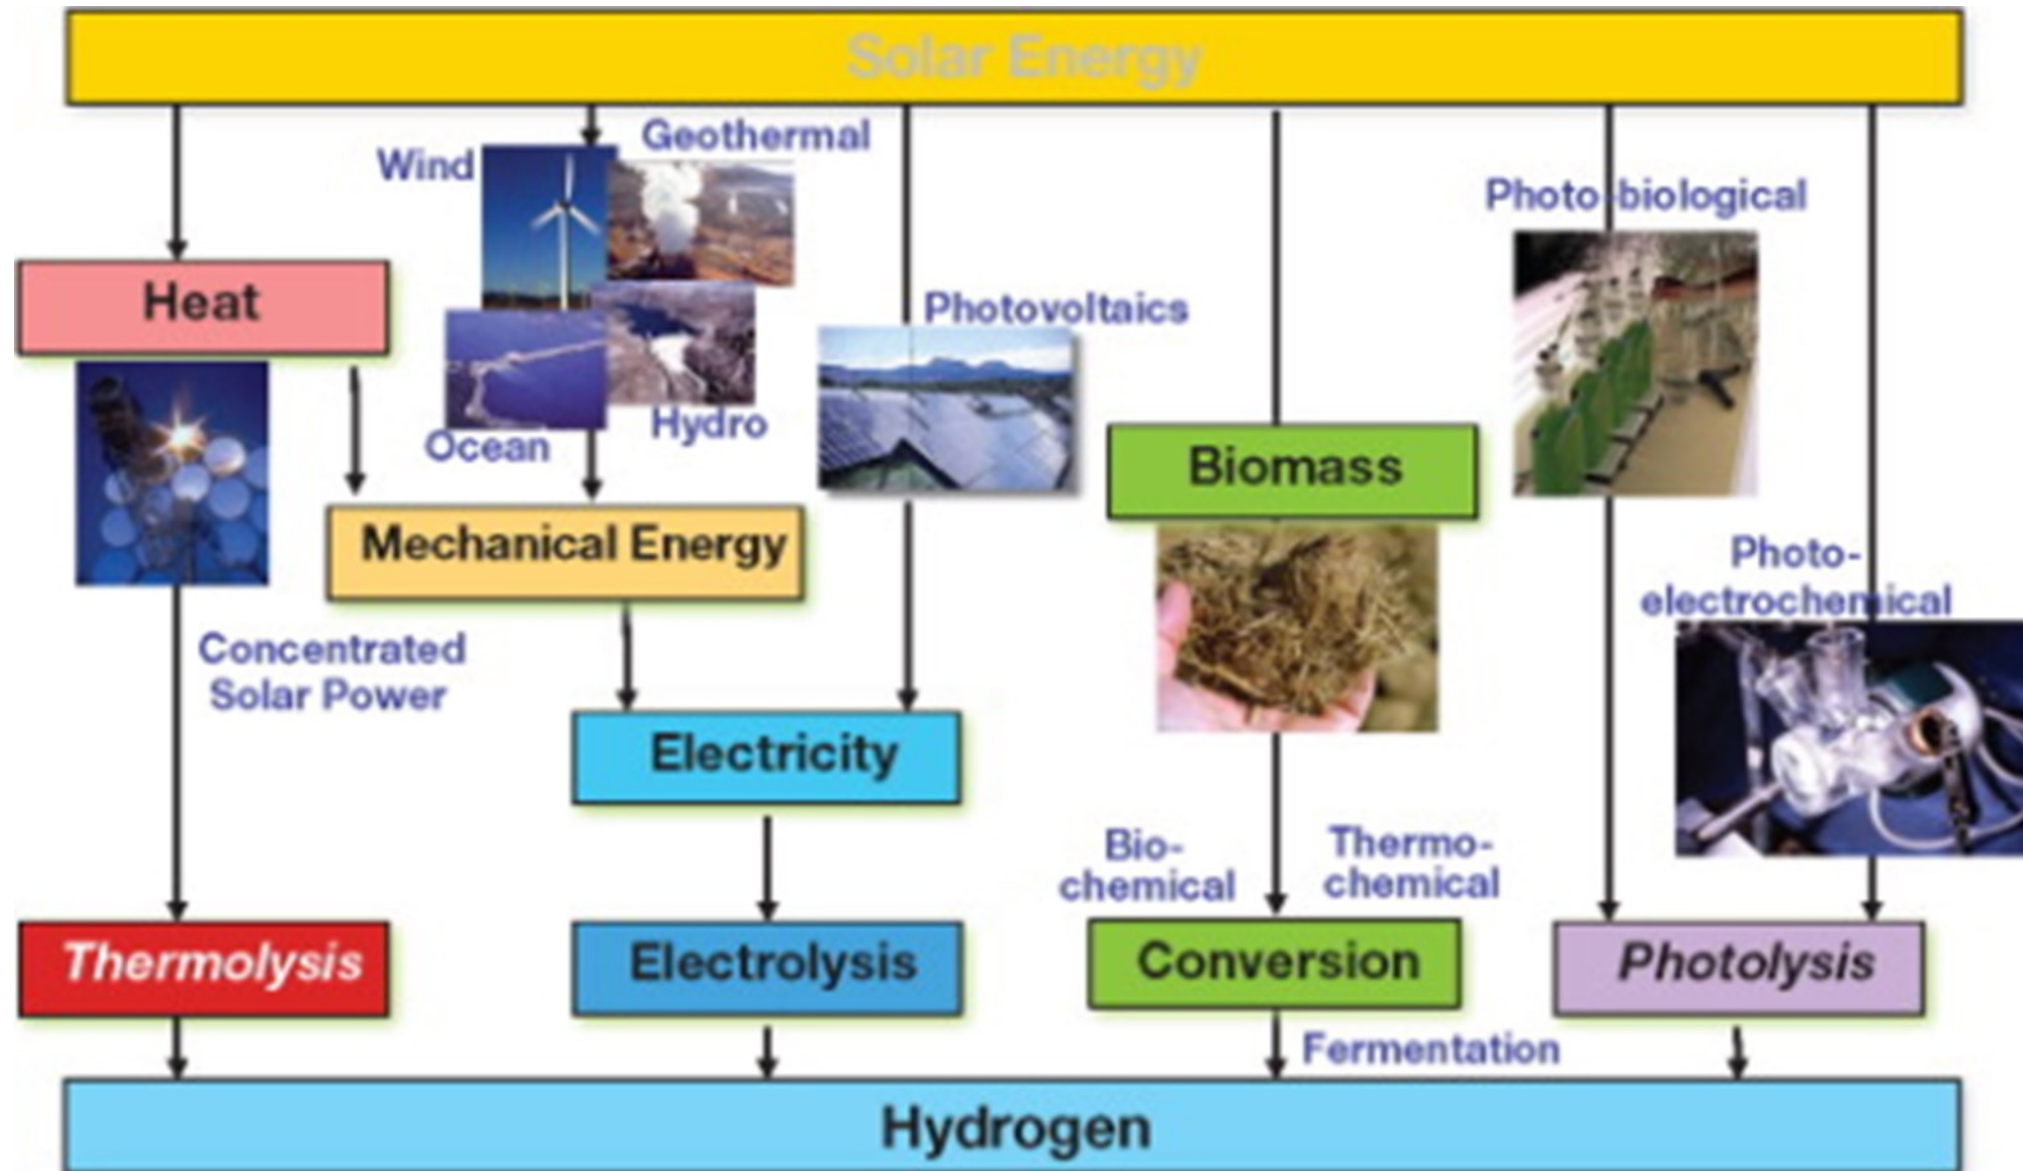 Solar Energy
Geothermal
Wind
Photo-biological
Heat
Photovoltaics
Hydro
Ocean
Biomass
Mechanical Energy
Photo-
electrochemical
Concentrated
Solar Power
Electricity
Bio-
chemical
Thermo-
chemical
Thermolysis
Electrolysis
Conversion
Photolysis
Fermentation
Hydrogen